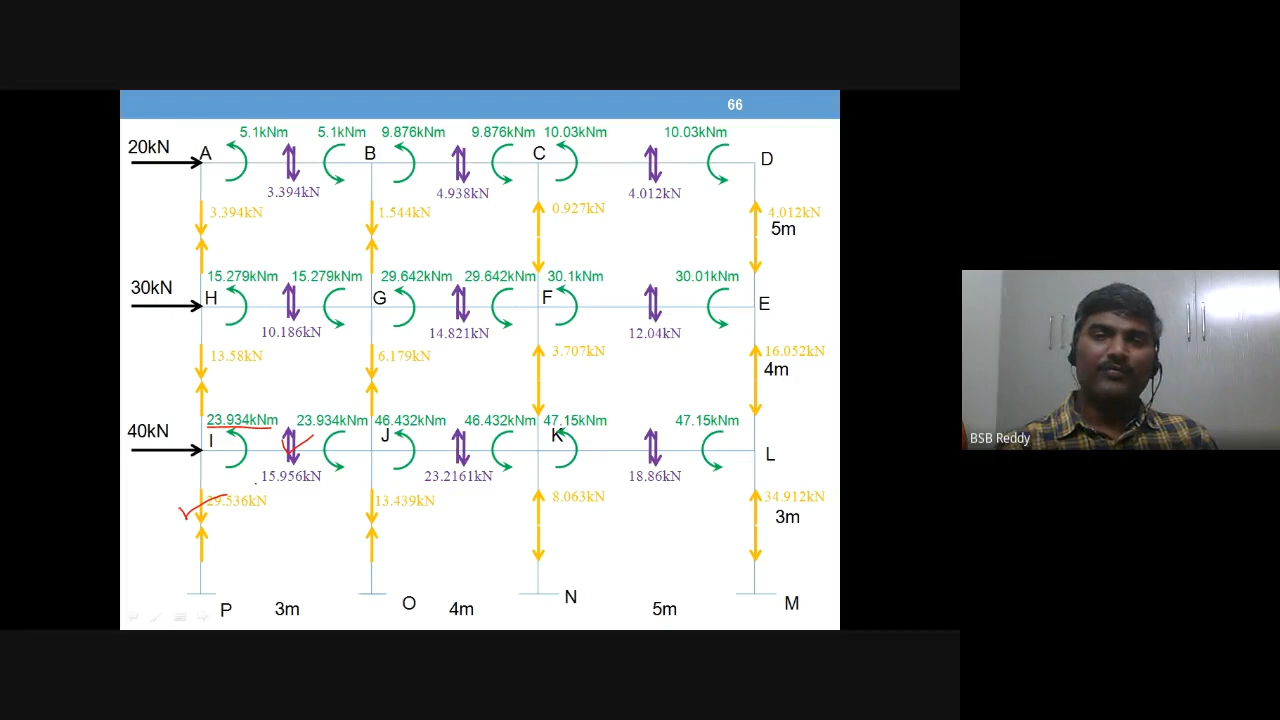 66
5.1kNm 5.1kNm 9.876kNm 9.876kNm 10.03kNm 10.03kNm
20kN A B C D
3.394kN 4.938kN 4.012kN
3.394kN 1.544kN 0.927kN 4.012kN
5m
15.279kNm 15.279kNm 29.642kNm 29.642kNm 30.1kNm 30.01kNm
30kN H G F E
10.186kN 14.821kN 12.04kN
13.58kN 6.179kN 3.707kN 16.052kN
4m
23.934kNm 23.934kNm 46.432kNm 46.432kNm 47.15kNm 47.15kNm
40kN I J K L
15.956kN 23.2161kN 18.86kN
29.536kN 13.439kN 8.063kN 34.912kN
3m
P 3m O 4m N 5m M
BSB Reddy